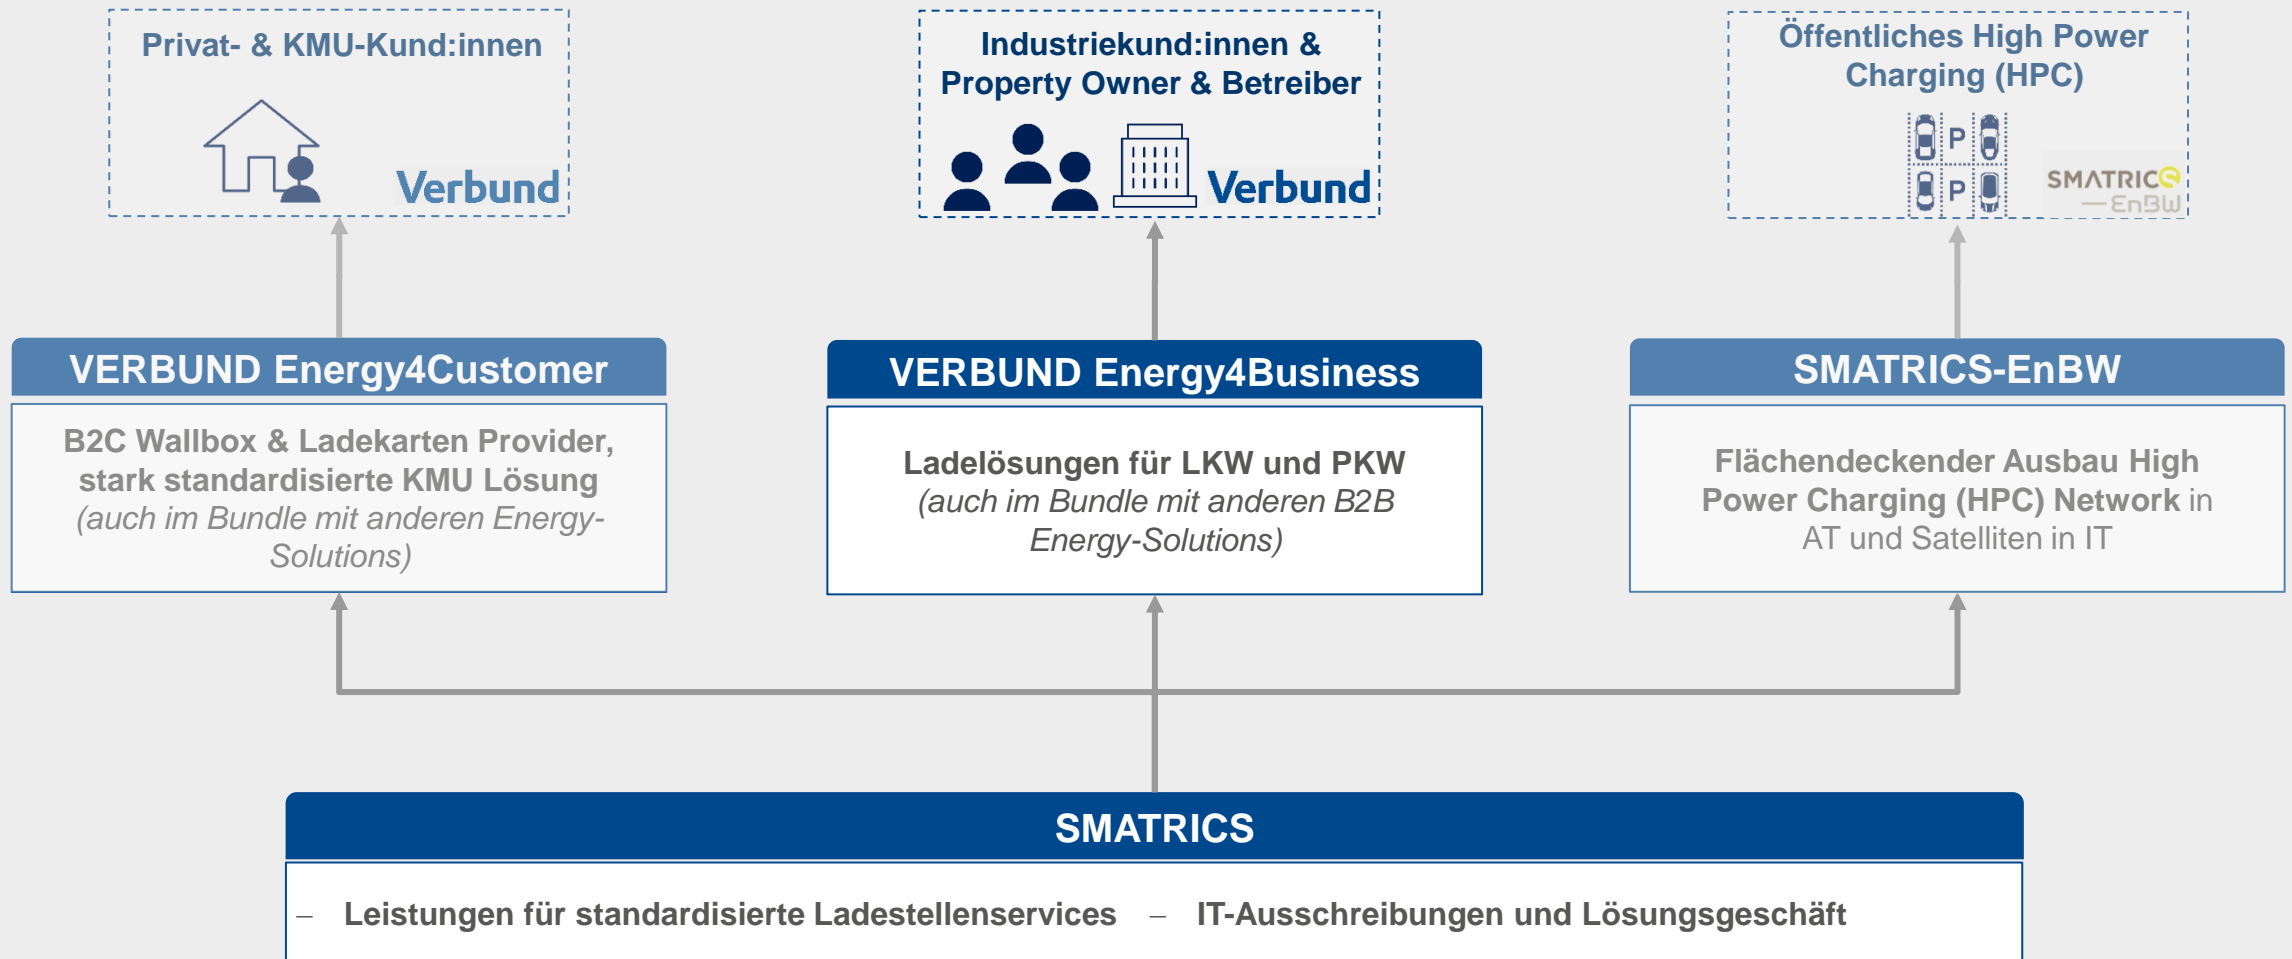 Privat- & KMU-Kund:innen
Verbund
Industriekund:innen &
Property Owner & Betreiber
Verbund
Öffentliches High Power
Charging (HPC)
P
P
SMATRICS
— EnBW
VERBUND Energy4Customer
B2C Wallbox & Ladekarten Provider,
stark standardisierte KMU Lösung
(auch im Bundle mit anderen Energy-
Solutions)
VERBUND Energy4Business
Ladelösungen für LKW und PKW
(auch im Bundle mit anderen B2B
Energy-Solutions)
SMATRICS-EnBW
Flächendeckender Ausbau High
Power Charging (HPC) Network in
AT und Satelliten in IT
SMATRICS
– Leistungen für standardisierte Ladestellenservices
– IT-Ausschreibungen und Lösungsgeschäft